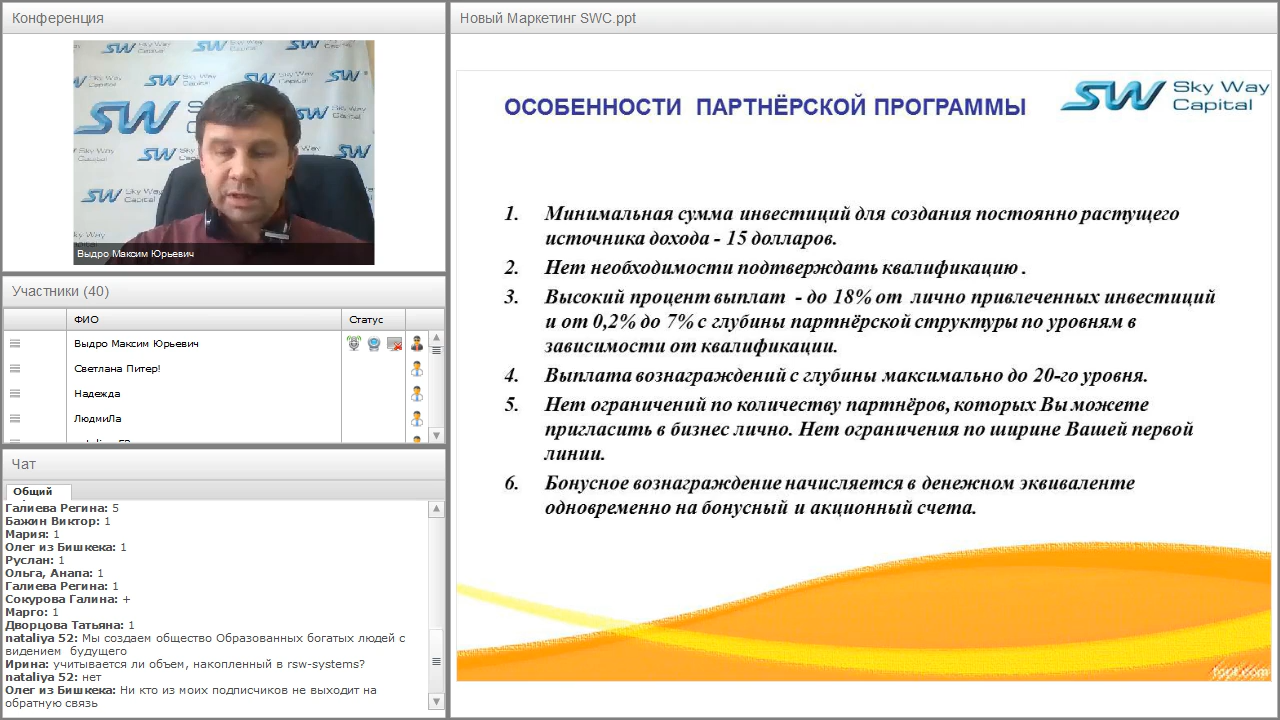 Конференция
Новый Маркетинг SWC.ppt
SW
Sky Way
Capital
Выдро Максим Юрьевич
Участники (40)
ФИО
Статус
Выдро Максим Юрьевич
Светлана Питер!
Надежда
ЛюдмиЛа
Чат
Общий
Галиева Регина: 5
Бажин Виктор: 1
Мария: 1
Олег из Бишкека: 1
Руслан: 1
Ольга, Анапа: 1
Галиева Регина: 1
Сокурова Галина: +
Марго: 1
Дворцова Татьяна: 1
nataliya 52: Мы создаем общество Образованных богатых людей с
видением будущего
Ирина: учитывается ли объем, накопленный в rsw-systems?
nataliya 52: нет
Олег из Бишкека: Ни кто из моих подписчиков не выходит на
обратную связь
ОСОБЕННОСТИ ПАРТНЁРСКОЙ ПРОГРАММЫ
SW Sky Way
Capital
1. Минимальная сумма инвестиций для создания постоянно растущего
источника дохода - 15 долларов.
2. Нет необходимости подтверждать квалификацию .
3. Высокий процент выплат - до 18% от лично привлеченных инвестиций
и от 0,2% до 7% с глубины партнёрской структуры по уровням в
зависимости от квалификации.
4. Выплата вознаграждений с глубины максимально до 20-го уровня.
5. Нет ограничений по количеству партнёров, которых Вы можете
пригласить в бизнес лично. Нет ограничения по ширине Вашей первой
линии.
6. Бонусное вознаграждение начисляется в денежном эквиваленте
одновременно на бонусный и акционный счета.
fppt.com